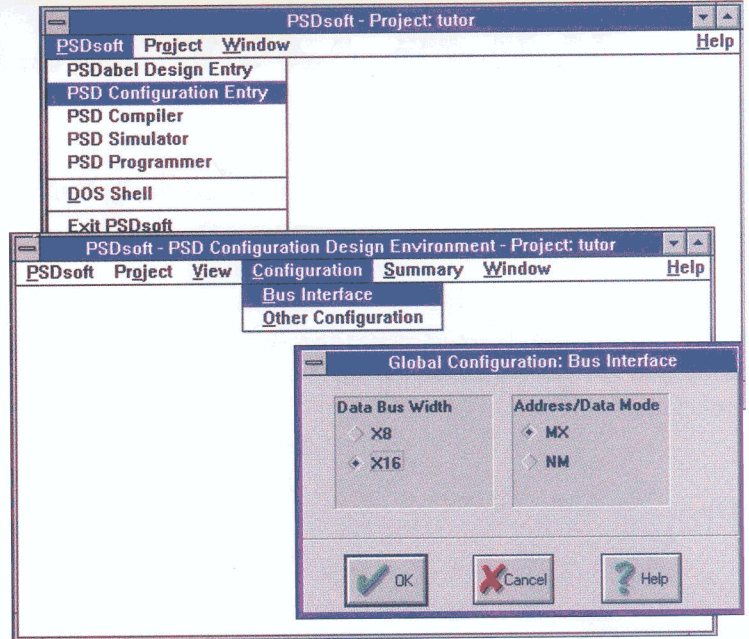 PSDsoft - Project: tutor
PSDsoft Project Window Help
PSDabel Design Entry
PSD Configuration Entry
PSD Compiler
PSD Simulator
PSD Programmer
DOS Shell
Exit PSDsoft
PSDsoft - PSD Configuration Design Environment - Project: tutor
PSDsoft Project View Configuration Summary Window Help
Bus Interface
Other Configuration
Global Configuration: Bus Interface
Data Bus Width Address/Data Mode
X8 MX
X16 NM
OK Cancel Help